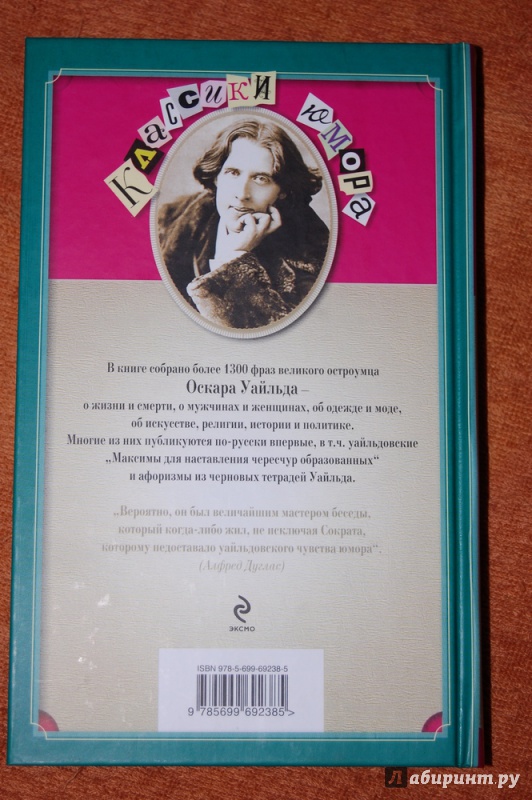 Классики юмора
В книге собрано более 1300 фраз великого остроумца
Оскара Уайльда –
о жизни и смерти, о мужчинах и женщинах, об одежде и моде,
об искусстве, религии, истории и политике.
Многие из них публикуются по-русски впервые, в т.ч. уайльдовские
„Максимы для наставления чересчур образованных“
и афоризмы из черновых тетрадей Уайльда.
„Вероятно, он был величайшим мастером беседы,
который когда-либо жил, не исключая Сократа,
которому недоставало уайльдовского чувства юмора“.
(Алфред Дуглас)
ЭКСМО
ISBN 978-5-699-69238-5
9 785699 692385>
Лабиринт.ру